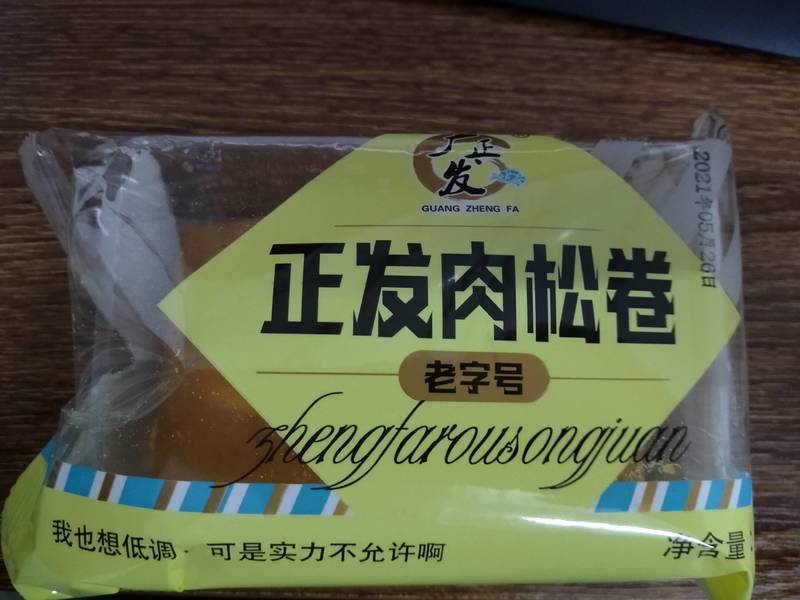 广正发
GUANG ZHENG FA
2021年05月26日
正发肉松卷
老字号
zhengfarousongjuan
我也想低调· 可是实力不允许啊
净含量